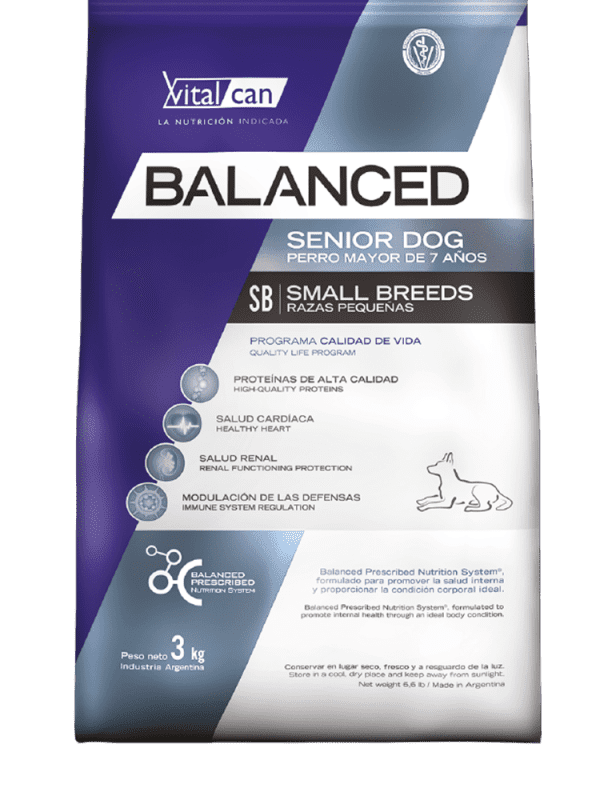 Vital can
LA NUTRICIÓN INDICADA
BALANCED
SENIOR DOG
PERRO MAYOR DE 7 AÑOS
SB SMALL BREEDS
RAZAS PEQUEÑAS
PROGRAMA CALIDAD DE VIDA
QUALITY LIFE PROGRAM
PROTEÍNAS DE ALTA CALIDAD
HIGH-QUALITY PROTEINS
SALUD CARDÍACA
HEALTHY HEART
SALUD RENAL
RENAL FUNCTIONING PROTECTION
MODULACIÓN DE LAS DEFENSAS
IMMUNE SYSTEM REGULATION
BALANCED
PRESCRIBED
NUTRITION SYSTEM
Balanced Prescribed Nutrition System®,
formulado para promover la salud interna
y proporcionar la condición corporal ideal.
Balanced Prescribed Nutrition System®, formulated to
promote internal health through an ideal body condition.
Peso neto 3 kg
Industria Argentina
Conservar en lugar seco, fresco y a resguardo de la luz.
Store in a cool, dry place and keep away from sunlight.
Net weight 6,6 lb / Made in Argentina